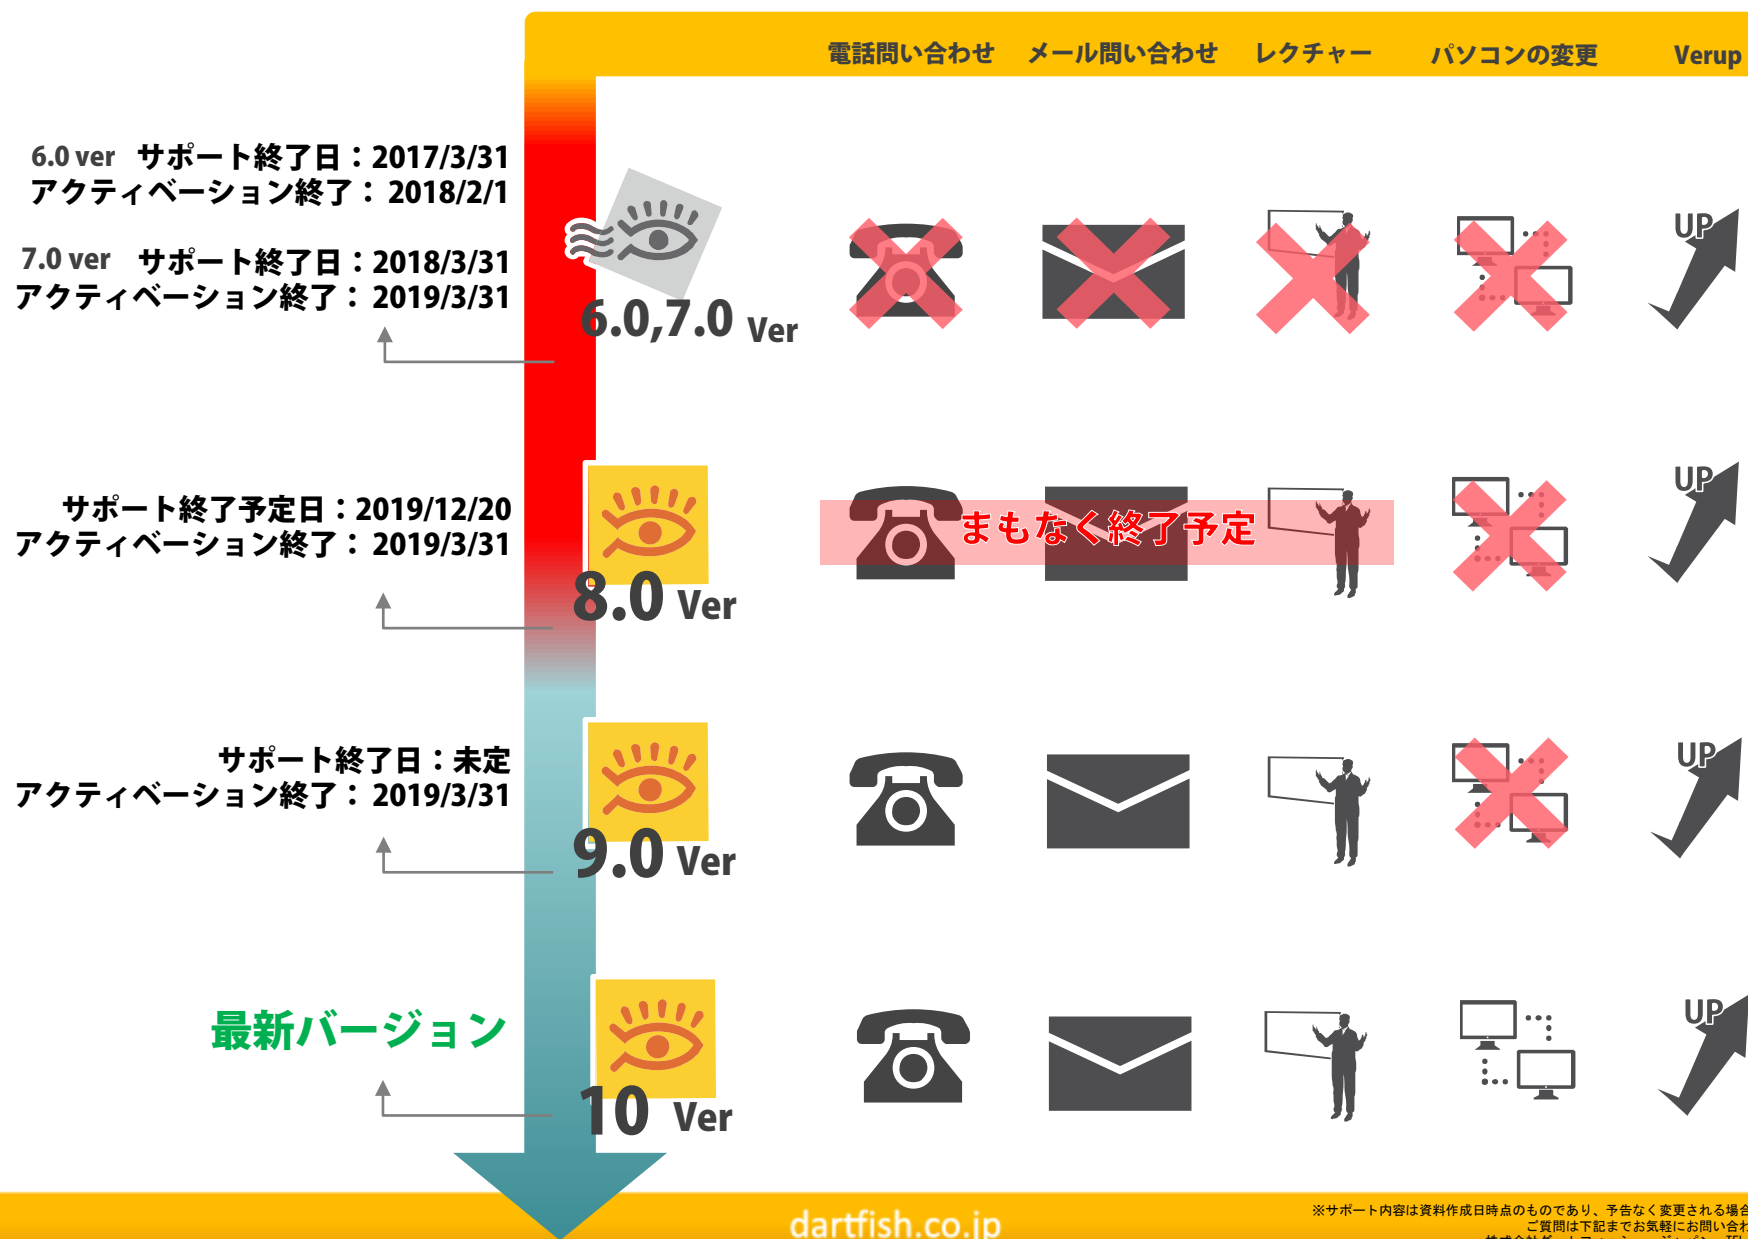 電話問い合わせ メール問い合わせ レクチャー パソコンの変更 Verup
6.0 ver サポート終了日：2017/3/31
アクティベーション終了： 2018/2/1
7.0 ver サポート終了日：2018/3/31
アクティベーション終了： 2019/3/31
6.0,7.0 Ver
UP
サポート終了予定日：2019/12/20
アクティベーション終了： 2019/3/31
8.0 Ver
まもなく終了予定
UP
サポート終了日：未定
アクティベーション終了： 2019/3/31
9.0 Ver
UP
最新バージョン
10 Ver
UP
dartfish.co.jp
※サポート内容は資料作成日時点のものであり、予告なく変更される場合
ご質問は下記までお気軽にお問い合わ